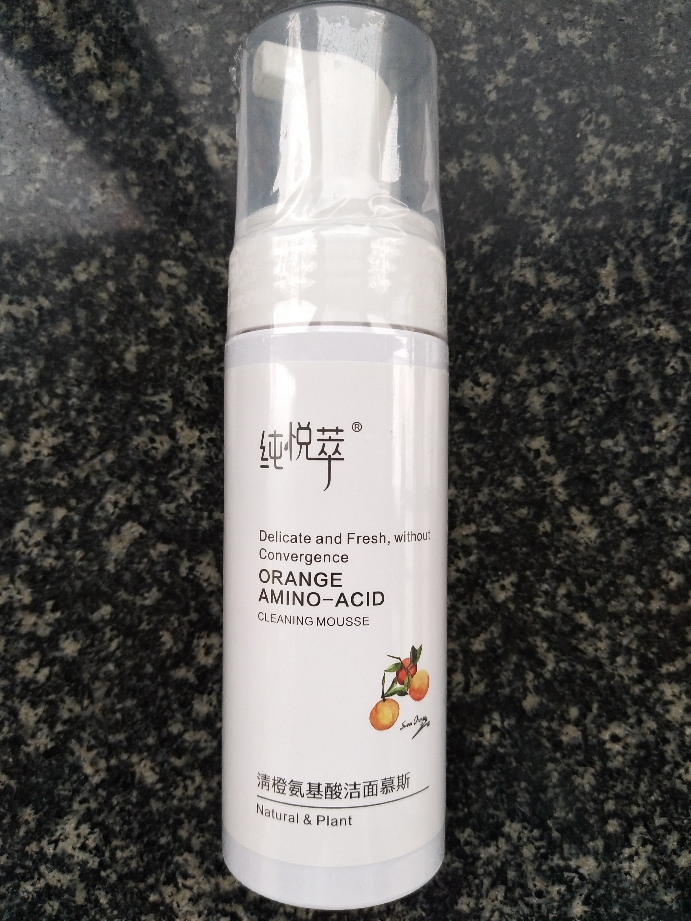 纯悦萃®
Delicate and Fresh, without
Convergence
ORANGE
AMINO-ACID
CLEANING MOUSSE
清橙氨基酸洁面慕斯
Natural & Plant